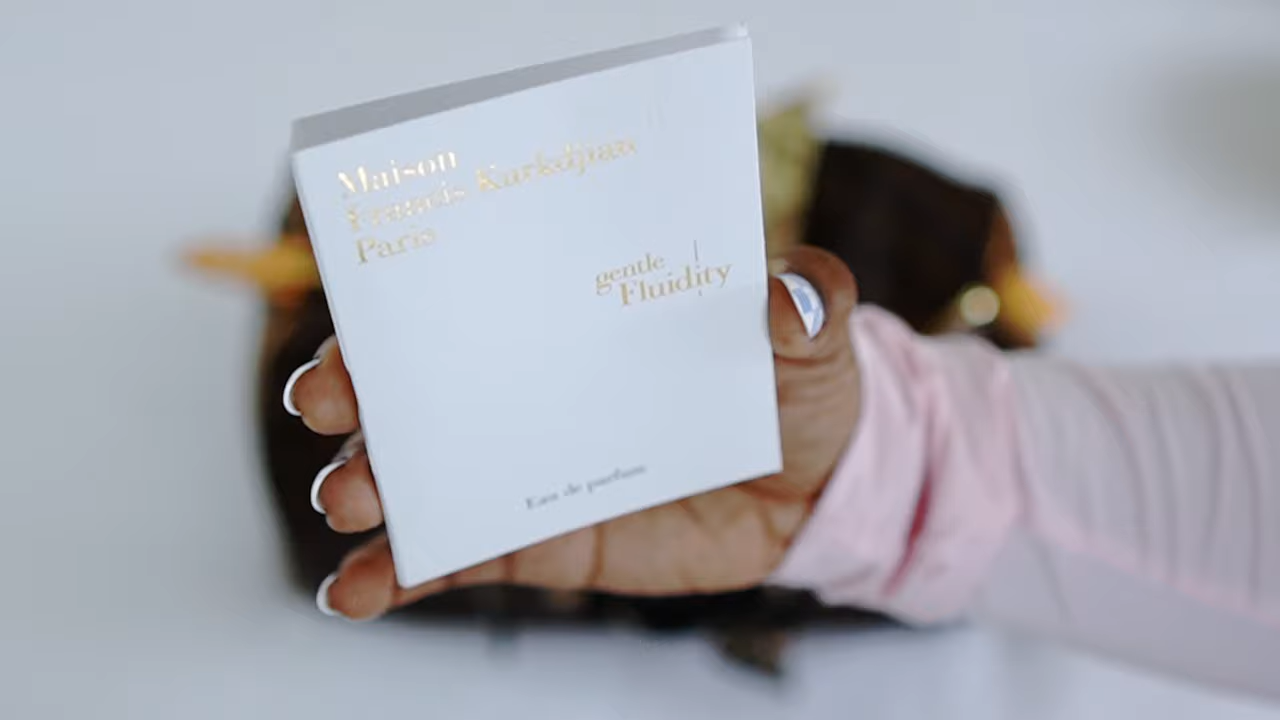 Maison
Francis Kurkdjian
Paris
gentle
Fluidity
Eau de parfum